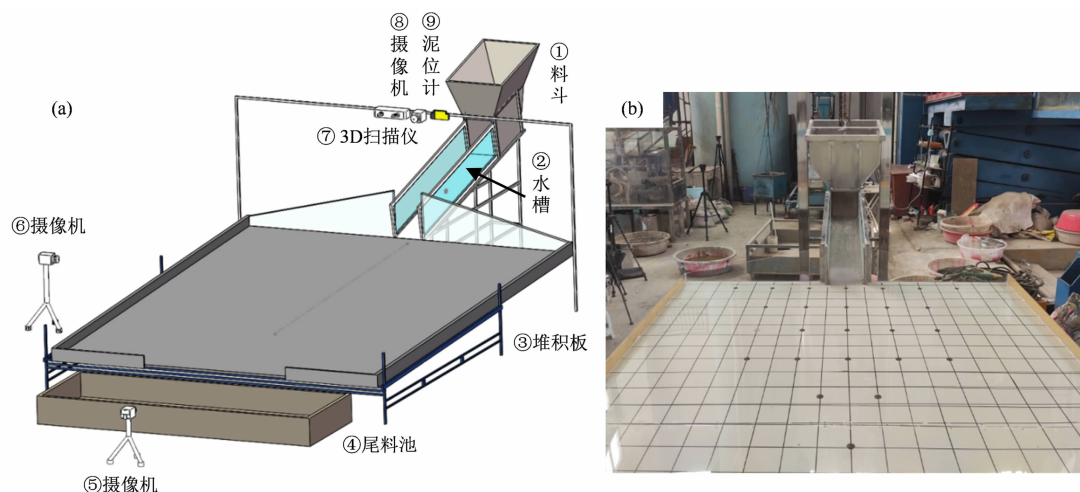 (a)
⑧摄像机
⑨泥位计
①料斗
⑦3D扫描仪
②水槽
⑥摄像机
③堆积板
④尾料池
⑤摄像机
(b)